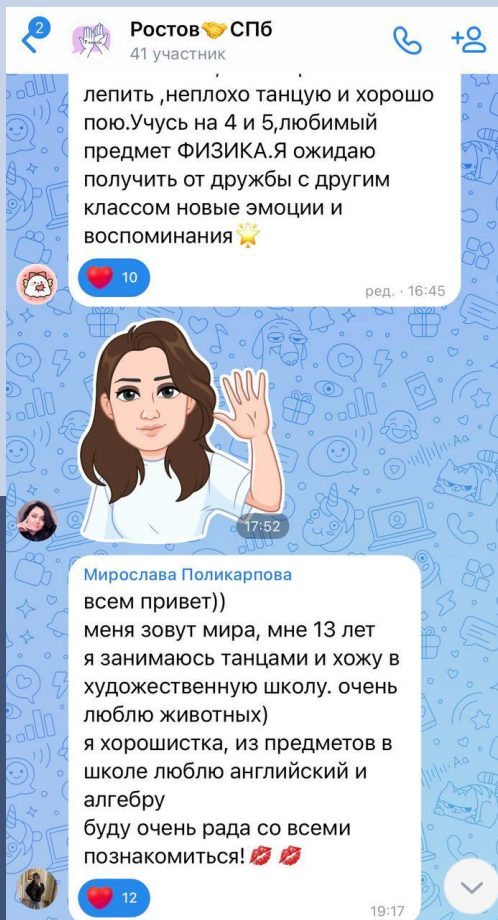 2
Ростов🤝СПб
41 участник
лепить ,неплохо танцую и хорошо
пою.Учусь на 4 и 5,любимый
предмет ФИЗИКА.Я ожидаю
получить от дружбы с другим
классом новые эмоции и
воспоминания🌟
❤️ 10
ред. · 16:45
17:52
Мирослава Поликарпова
всем привет))
меня зовут мира, мне 13 лет
я занимаюсь танцами и хожу в
художественную школу. очень
люблю животных)
я хорошистка, из предметов в
школе люблю английский и
алгебру
буду очень рада со всеми
познакомиться!💋💋
❤️ 12
19:17